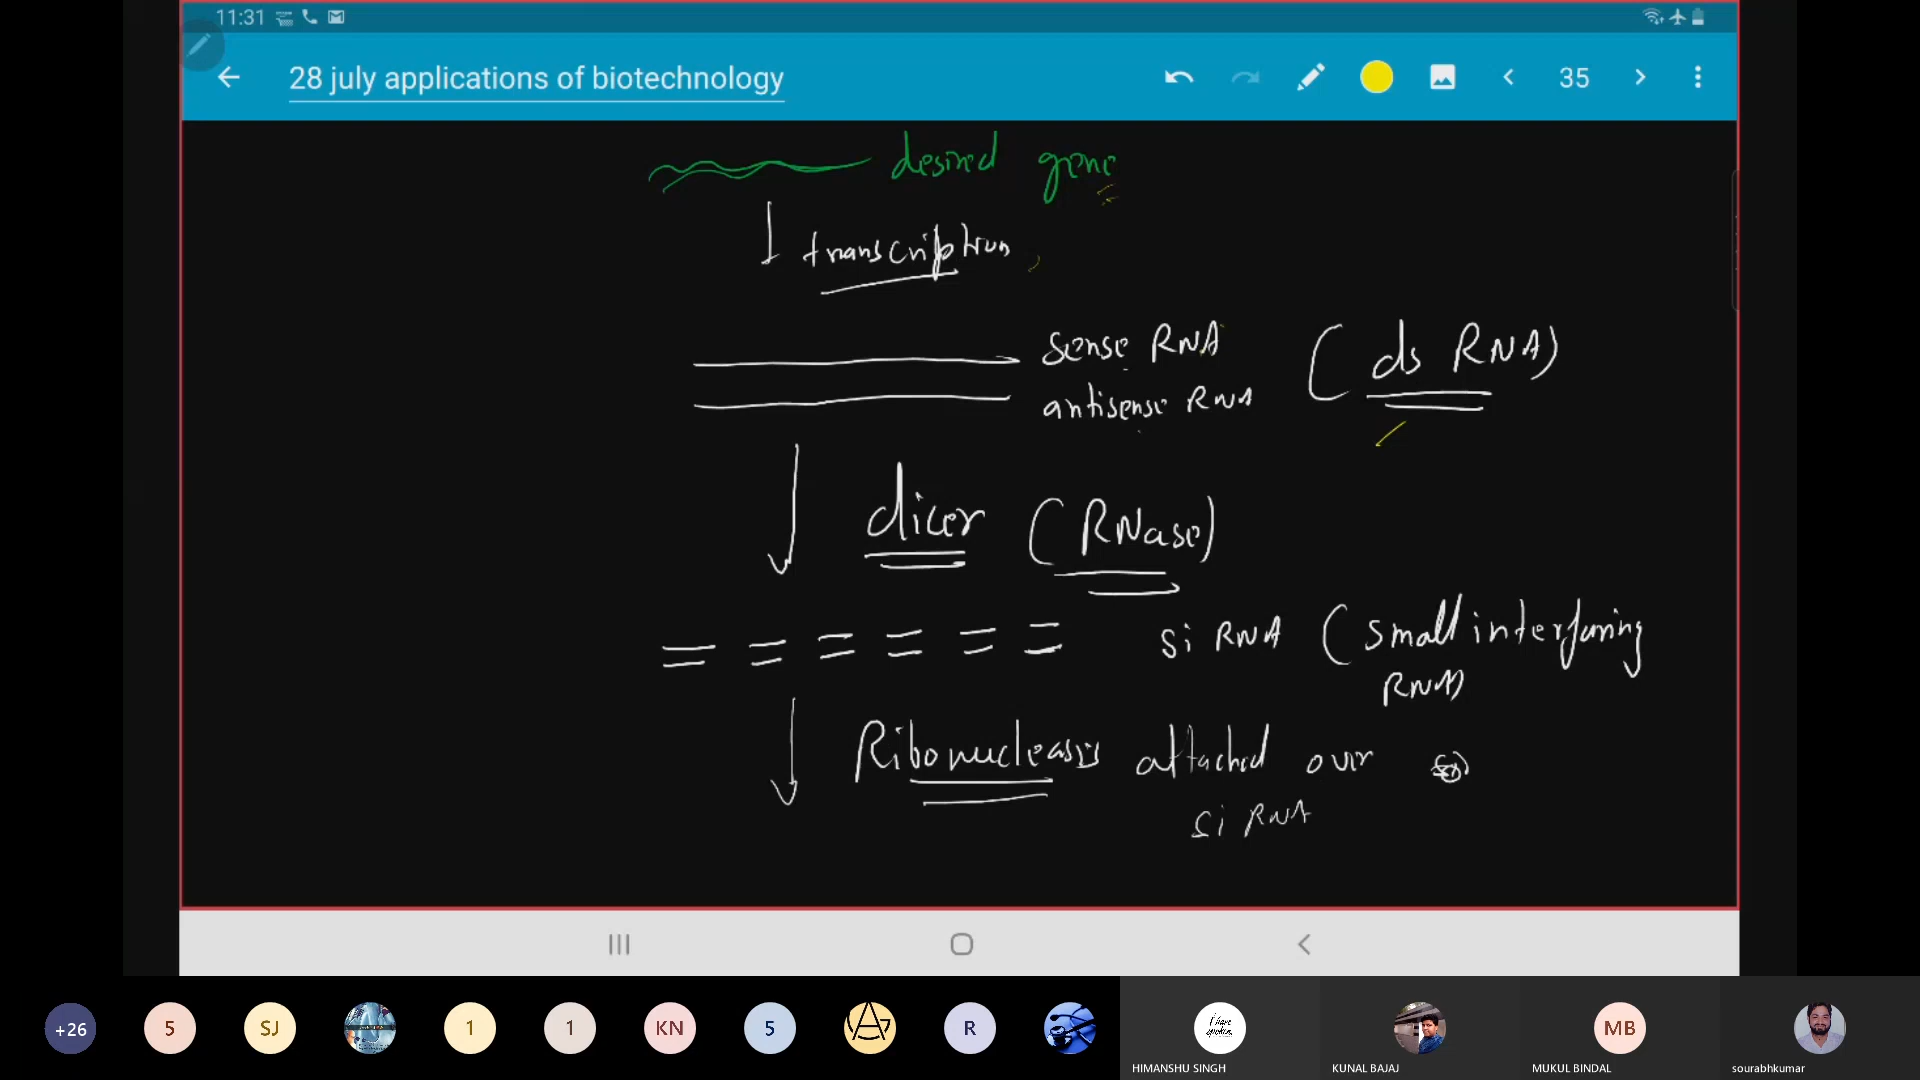 11:31
28 july applications of biotechnology
35
desired gene
transcription
sense RNA
antisense RNA
(ds RNA)
dicer (RNase)
si RNA (small interfering
RNA)
Ribonucleases attached over
si RNA
+26
5
SJ
1
1
KN
5
R
HIMANSHU SINGH
KUNAL BAJAJ
MB
MUKUL BINDAL
sourabhkumar